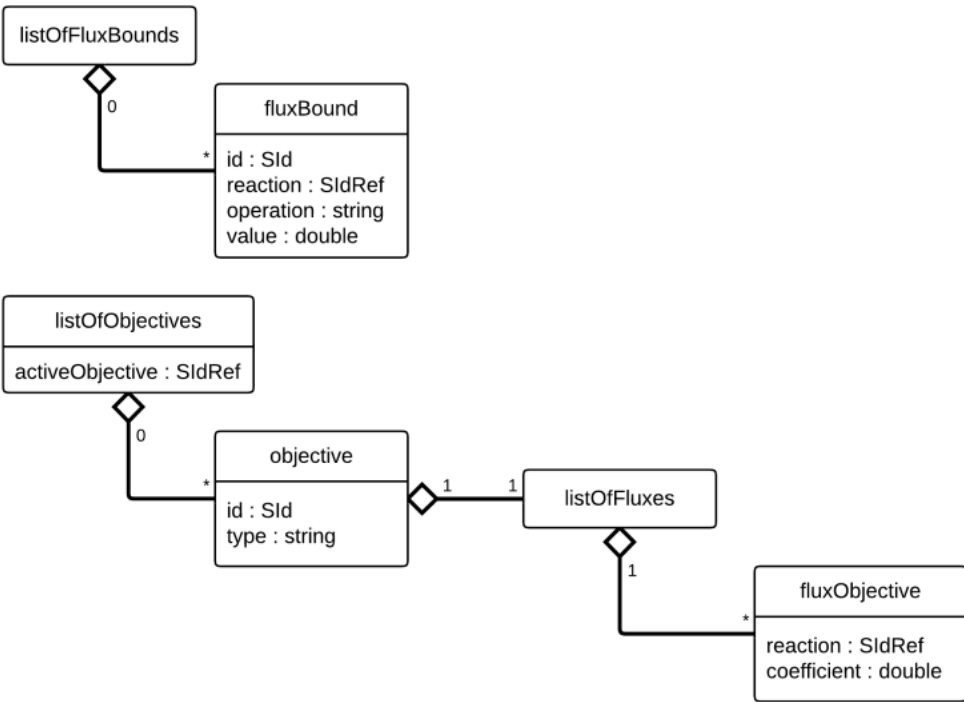 listOfFluxBounds
0
*
fluxBound
id : SId
reaction : SIdRef
operation : string
value : double
listOfObjectives
activeObjective : SIdRef
0
*
objective
id : SId
type : string
1
1
listOfFluxes
1
*
fluxObjective
reaction : SIdRef
coefficient : double